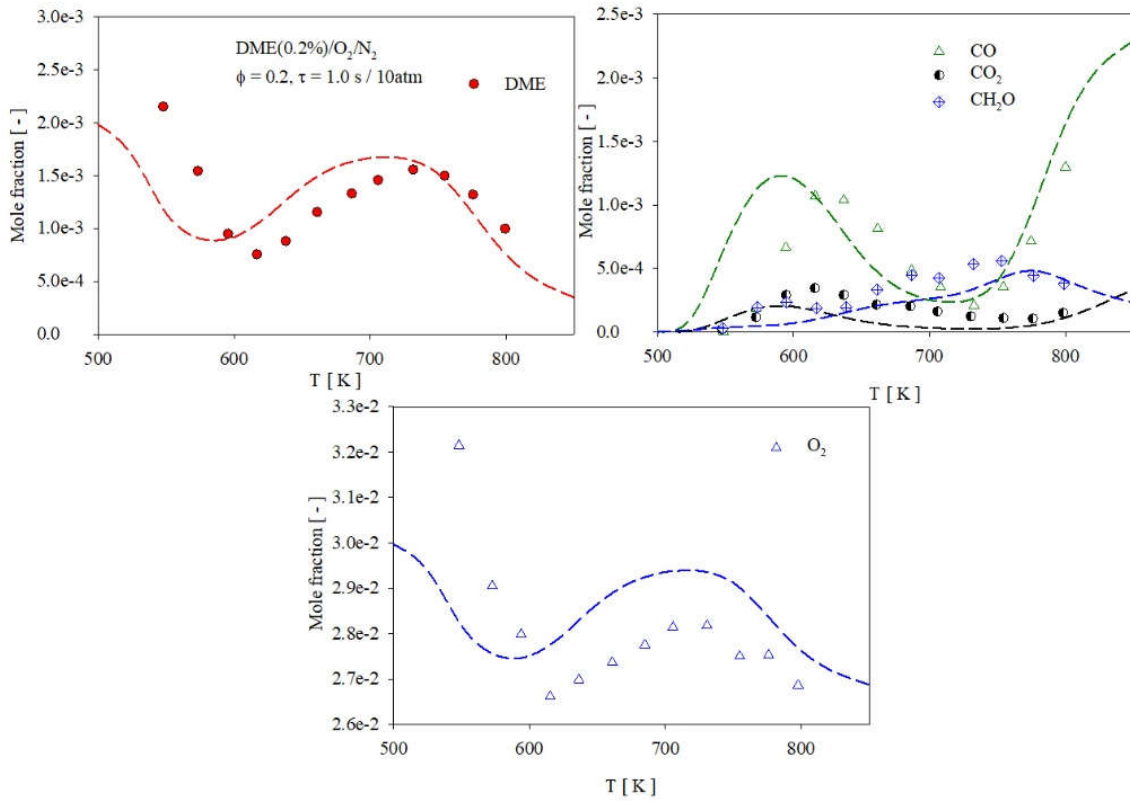 3.0e-3
2.5e-3
2.0e-3
1.5e-3
1.0e-3
5.0e-4
0.0
Mole fraction [ - ]
DME(0.2%)/O2/N2
ϕ = 0.2, τ = 1.0 s / 10atm
DME
500
600
700
800
T [ K ]
2.5e-3
2.0e-3
1.5e-3
1.0e-3
5.0e-4
0.0
Mole fraction [ - ]
CO
CO2
CH2O
500
600
700
800
T [ K ]
3.3e-2
3.2e-2
3.1e-2
3.0e-2
2.9e-2
2.8e-2
2.7e-2
2.6e-2
Mole fraction [ - ]
O2
500
600
700
800
T [ K ]